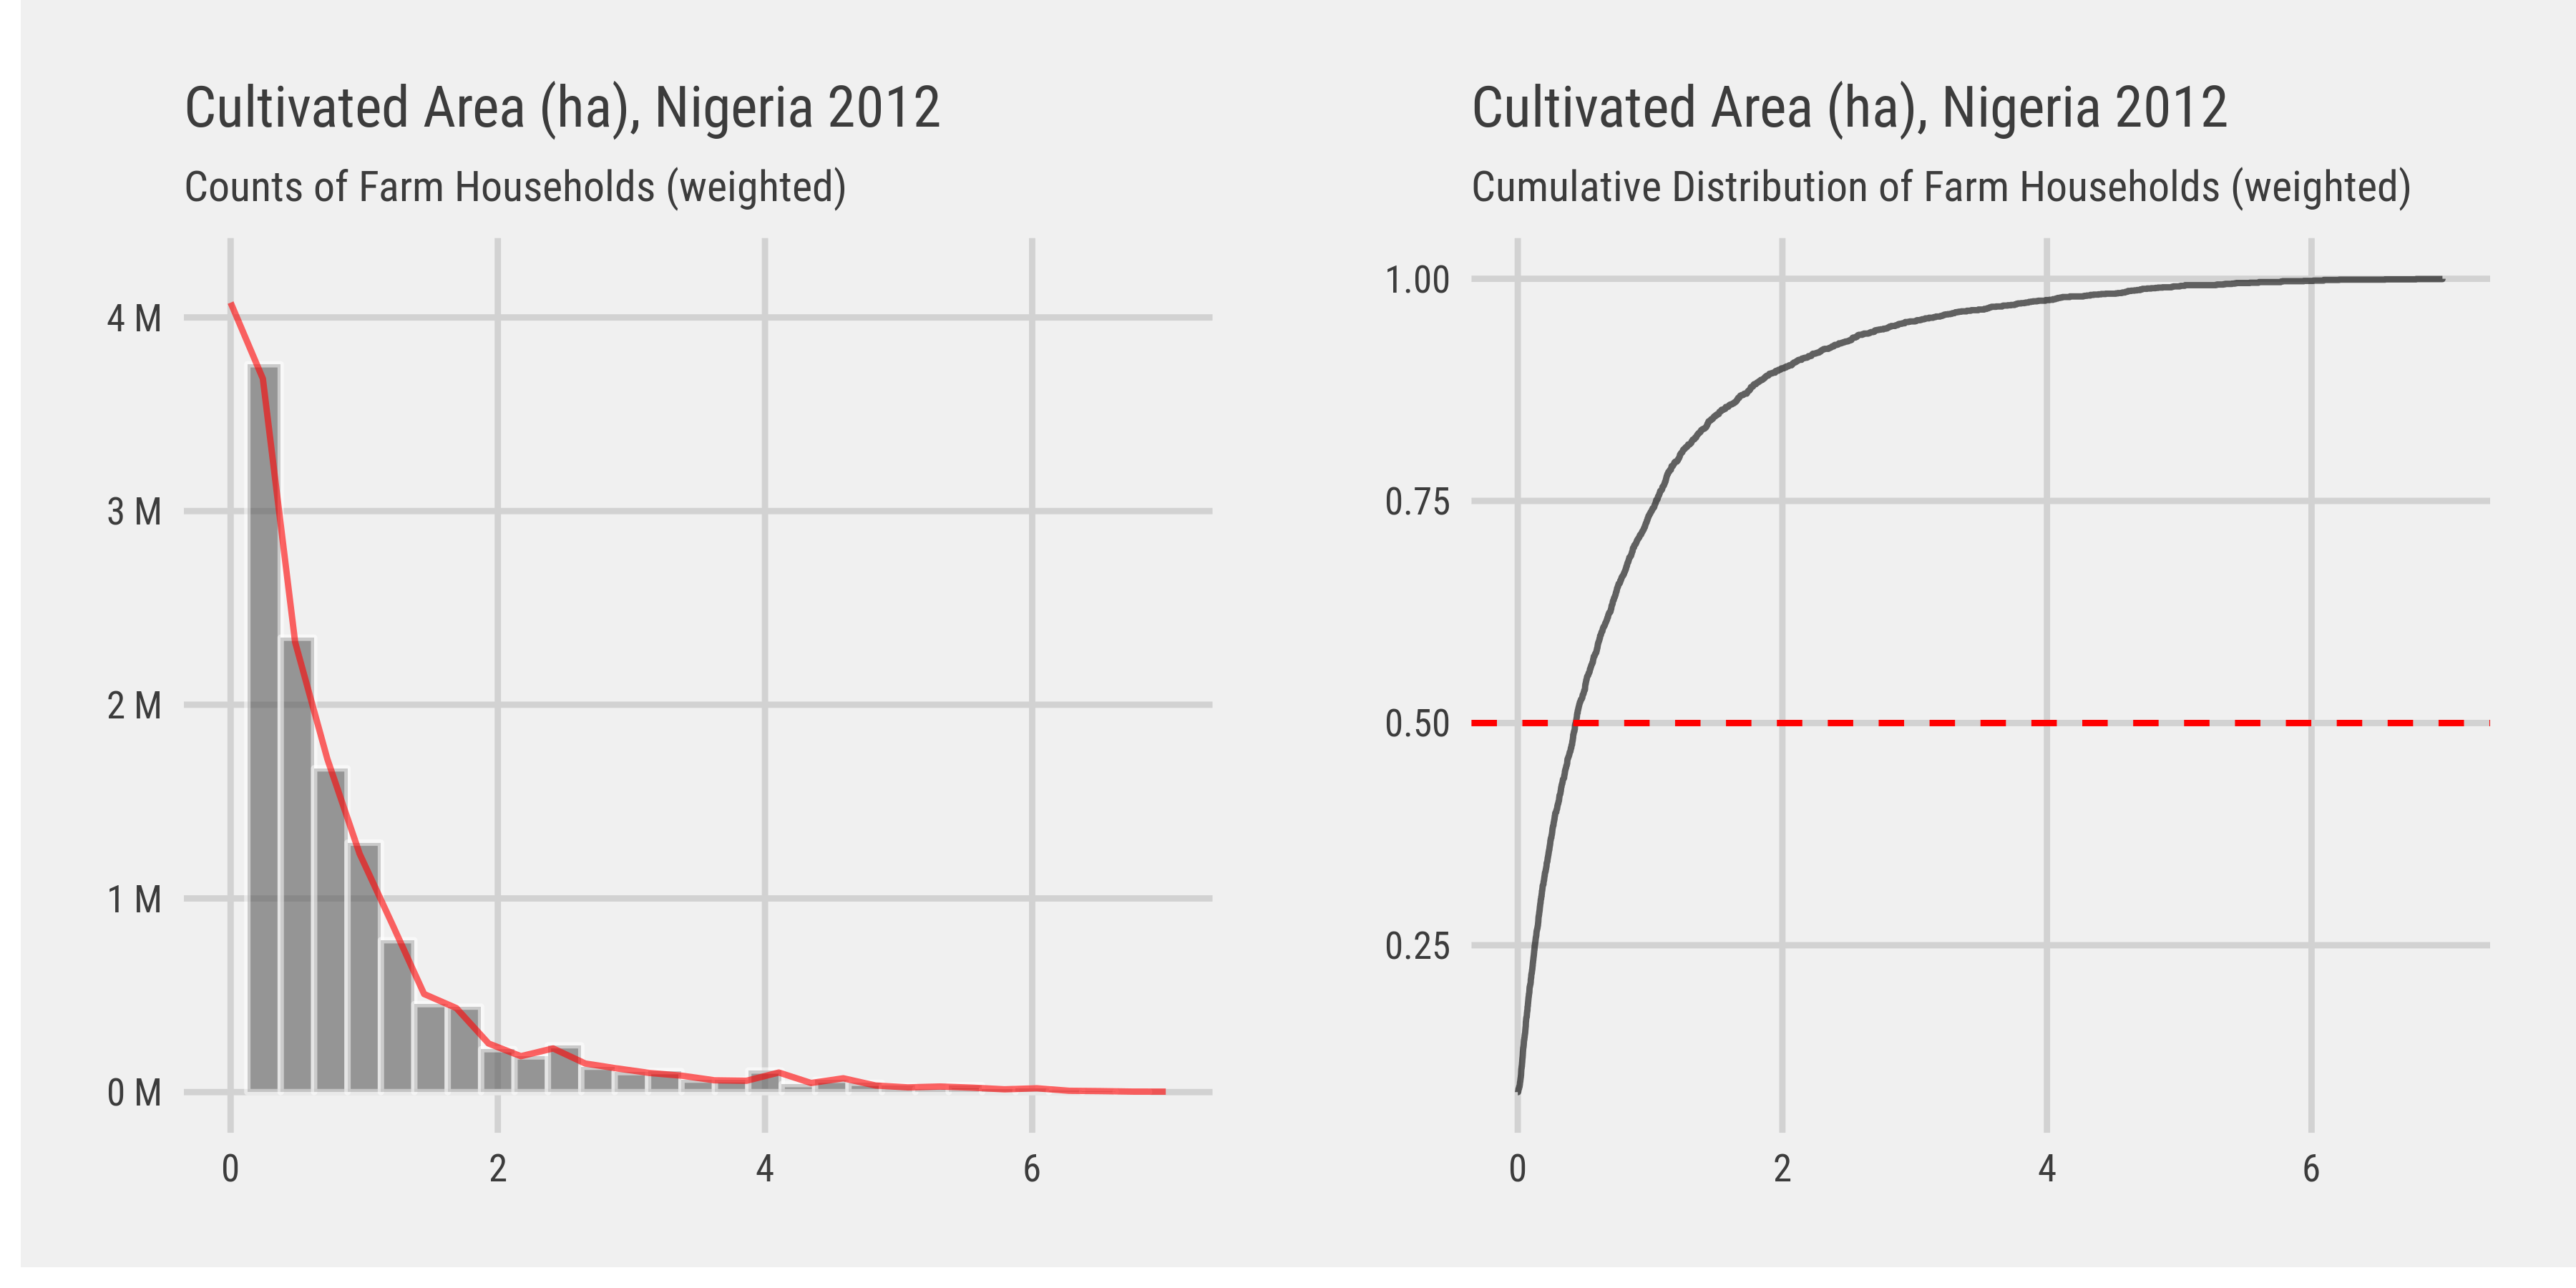 Cultivated Area (ha), Nigeria 2012
Counts of Farm Households (weighted)
4 M
3 M
2 M
1 M
0 M
0 2 4 6
Cultivated Area (ha), Nigeria 2012
Cumulative Distribution of Farm Households (weighted)
1.00
0.75
0.50
0.25
0 2 4 6